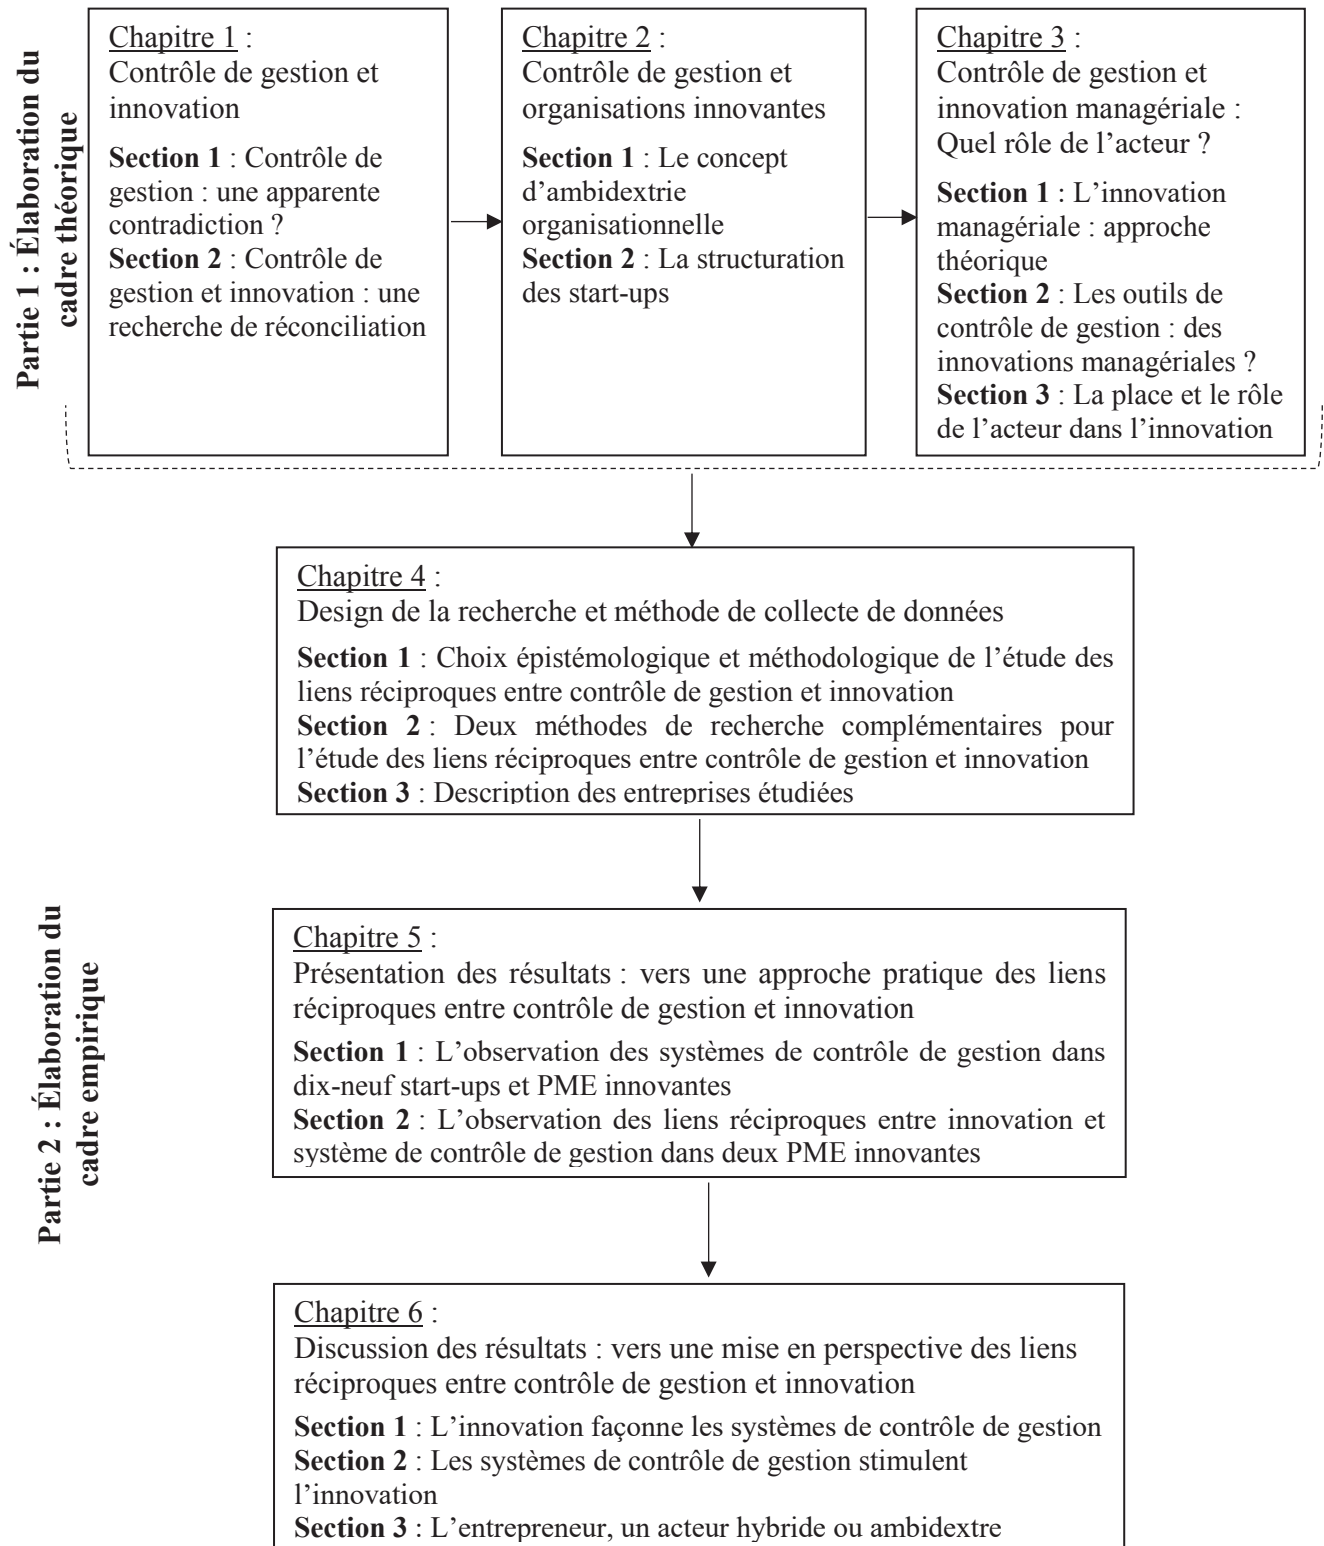 Partie 1 : Élaboration du
cadre théorique
Chapitre 1 :
Contrôle de gestion et
innovation
Section 1 : Contrôle de
gestion : une apparente
contradiction ?
Section 2 : Contrôle de
gestion et innovation : une
recherche de réconciliation
Chapitre 2 :
Contrôle de gestion et
organisations innovantes
Section 1 : Le concept
d’ambidextrie
organisationnelle
Section 2 : La structuration
des start-ups
Chapitre 3 :
Contrôle de gestion et
innovation managériale :
Quel rôle de l’acteur ?
Section 1 : L’innovation
managériale : approche
théorique
Section 2 : Les outils de
contrôle de gestion : des
innovations managériales ?
Section 3 : La place et le rôle
de l’acteur dans l’innovation
Chapitre 4 :
Design de la recherche et méthode de collecte de données
Section 1 : Choix épistémologique et méthodologique de l’étude des
liens réciproques entre contrôle de gestion et innovation
Section 2 : Deux méthodes de recherche complémentaires pour
l’étude des liens réciproques entre contrôle de gestion et innovation
Section 3 : Description des entreprises étudiées
Partie 2 : Élaboration du
cadre empirique
Chapitre 5 :
Présentation des résultats : vers une approche pratique des liens
réciproques entre contrôle de gestion et innovation
Section 1 : L’observation des systèmes de contrôle de gestion dans
dix-neuf start-ups et PME innovantes
Section 2 : L’observation des liens réciproques entre innovation et
système de contrôle de gestion dans deux PME innovantes
Chapitre 6 :
Discussion des résultats : vers une mise en perspective des liens
réciproques entre contrôle de gestion et innovation
Section 1 : L’innovation façonne les systèmes de contrôle de gestion
Section 2 : Les systèmes de contrôle de gestion stimulent
l’innovation
Section 3 : L’entrepreneur, un acteur hybride ou ambidextre